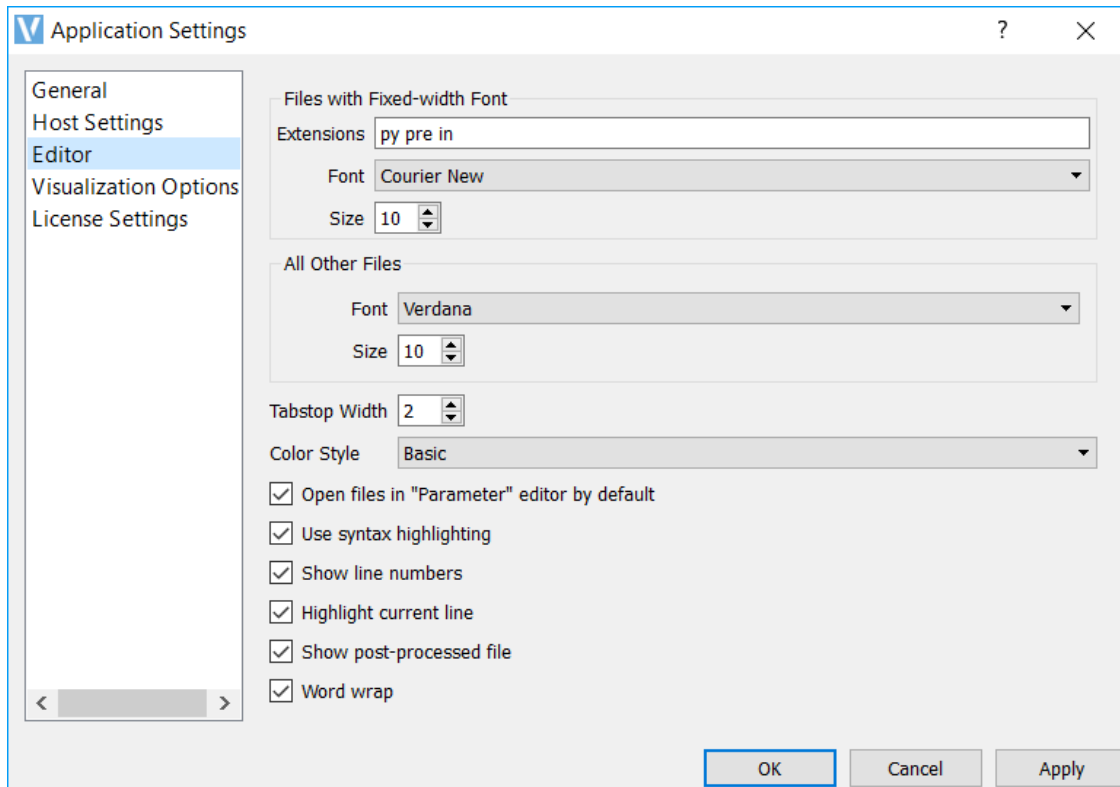 Application Settings
General
Host Settings
Editor
Visualization Options
License Settings
Files with Fixed-width Font
Extensions py pre in
Font Courier New
Size 10
All Other Files
Font Verdana
Size 10
Tabstop Width 2
Color Style Basic
Open files in "Parameter" editor by default
Use syntax highlighting
Show line numbers
Highlight current line
Show post-processed file
Word wrap
OK Cancel Apply